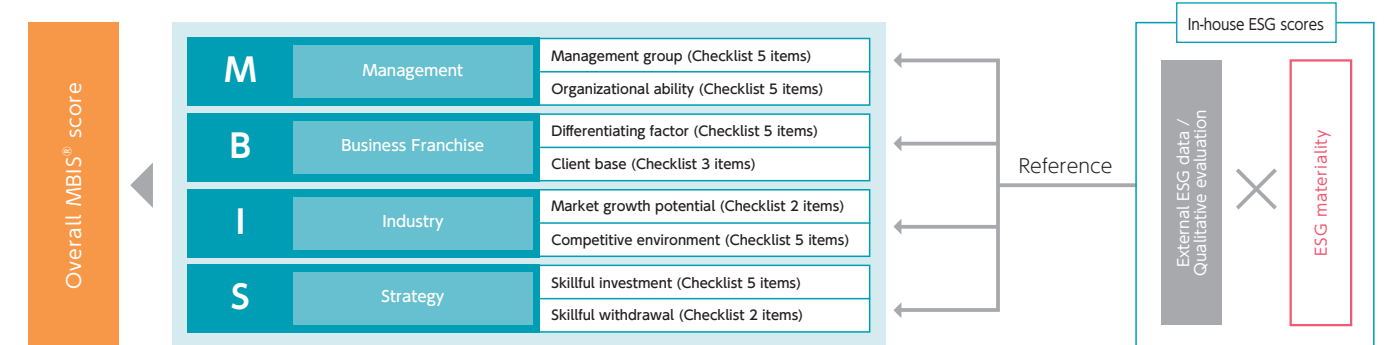 Overall MBIS® score
M
Management
Management group (Checklist 5 items)
Organizational ability (Checklist 5 items)
B
Business Franchise
Differentiating factor (Checklist 5 items)
Client base (Checklist 3 items)
I
Industry
Market growth potential (Checklist 2 items)
Competitive environment (Checklist 5 items)
S
Strategy
Skillful investment (Checklist 5 items)
Skillful withdrawal (Checklist 2 items)
Reference
In-house ESG scores
External ESG data /
Qualitative evaluation
ESG materiality